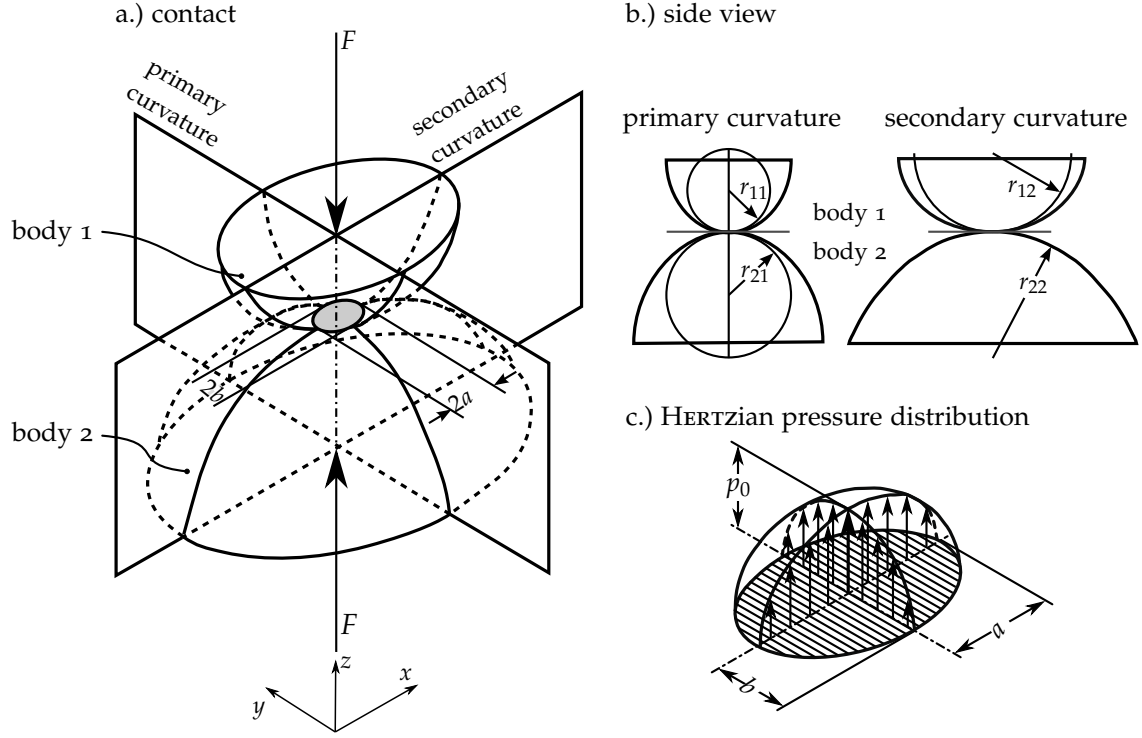 a.) contact
F
primary
curvature
secondary
curvature
body 1
2b
2a
body 2
F
z
x
y
b.) side view
primary curvature
secondary curvature
r11
r12
body 1
body 2
r21
r22
c.) HERTZian pressure distribution
p0
a
b